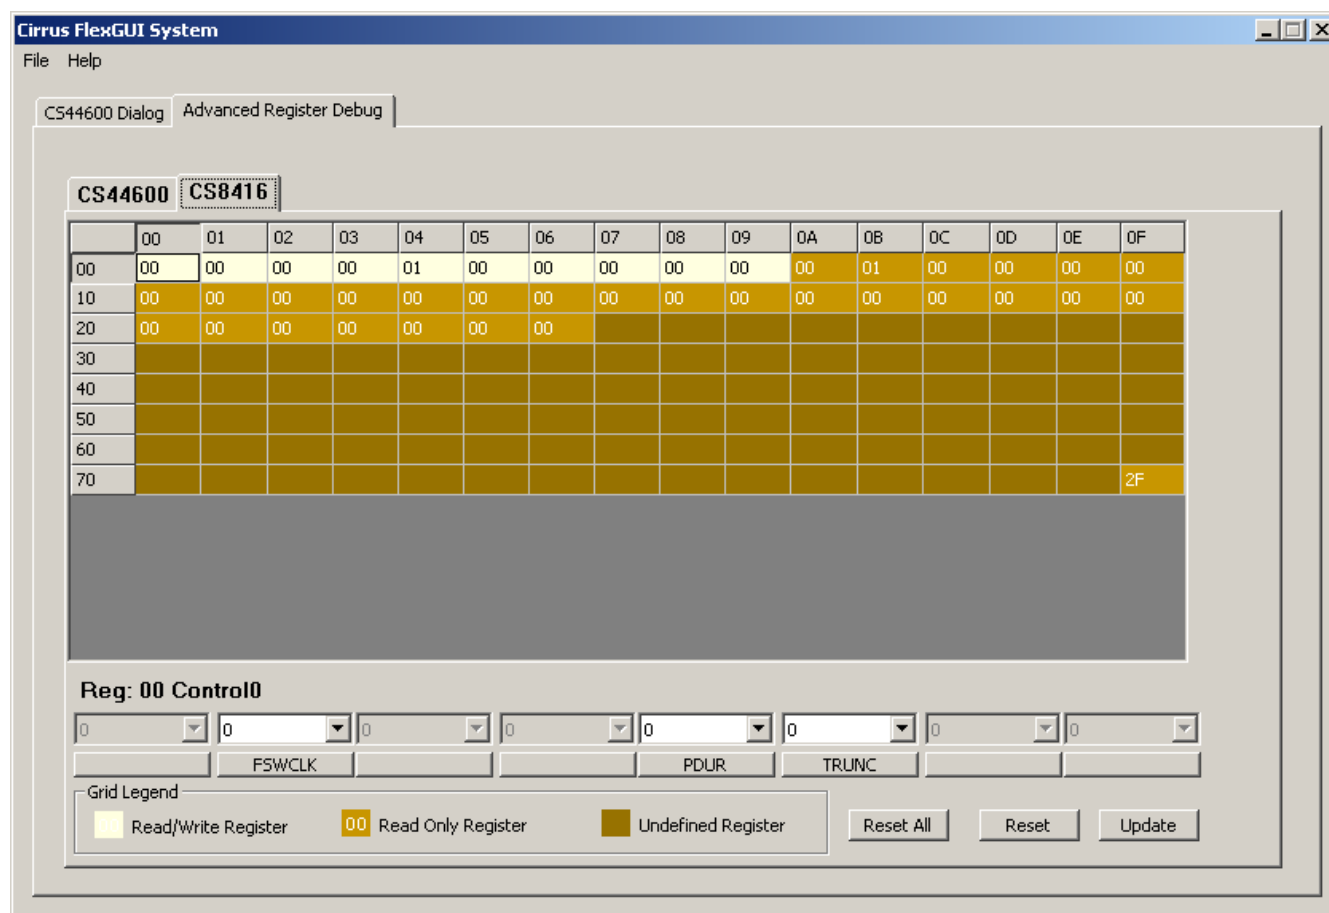 Cirrus FlexGUI System
File Help
CS44600 Dialog Advanced Register Debug
CS44600 CS8416
00 01 02 03 04 05 06 07 08 09 0A 0B 0C 0D 0E 0F
00 00 00 00 00 01 00 00 00 00 00 00 01 00 00 00 00
10 00 00 00 00 00 00 00 00 00 00 00 00 00 00 00 00
20 00 00 00 00 00 00 00
30
40
50
60
70 2F
Reg: 00 Control0
0 0 0 0 0 0 0 0
FSWCLK PDUR TRUNC
Grid Legend
00 Read/Write Register 00 Read Only Register Undefined Register Reset All Reset Update